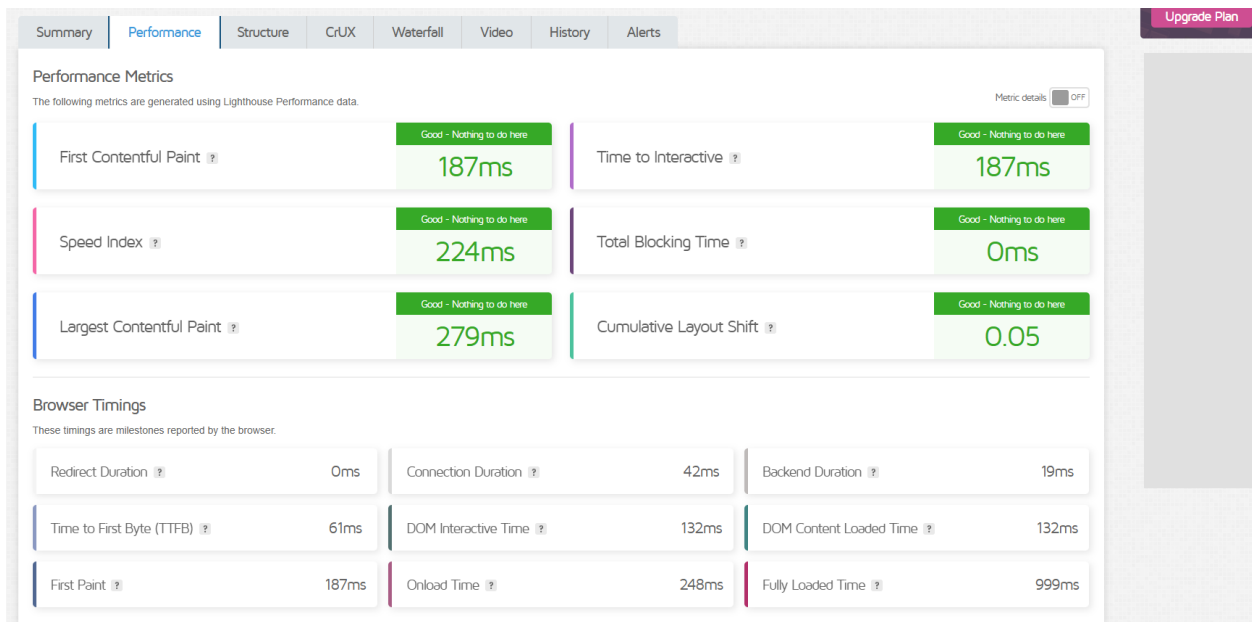 Upgrade Plan
Summary Performance Structure CrUX Waterfall Video History Alerts
Performance Metrics
The following metrics are generated using Lighthouse Performance data.
Metric details OFF
First Contentful Paint ?
Good - Nothing to do here
187ms
Time to Interactive ?
Good - Nothing to do here
187ms
Speed Index ?
Good - Nothing to do here
224ms
Total Blocking Time ?
Good - Nothing to do here
0ms
Largest Contentful Paint ?
Good - Nothing to do here
279ms
Cumulative Layout Shift ?
Good - Nothing to do here
0.05
Browser Timings
These timings are milestones reported by the browser.
Redirect Duration ? 0ms
Connection Duration ? 42ms
Backend Duration ? 19ms
Time to First Byte (TTFB) ? 61ms
DOM Interactive Time ? 132ms
DOM Content Loaded Time ? 132ms
First Paint ? 187ms
Onload Time ? 248ms
Fully Loaded Time ? 999ms